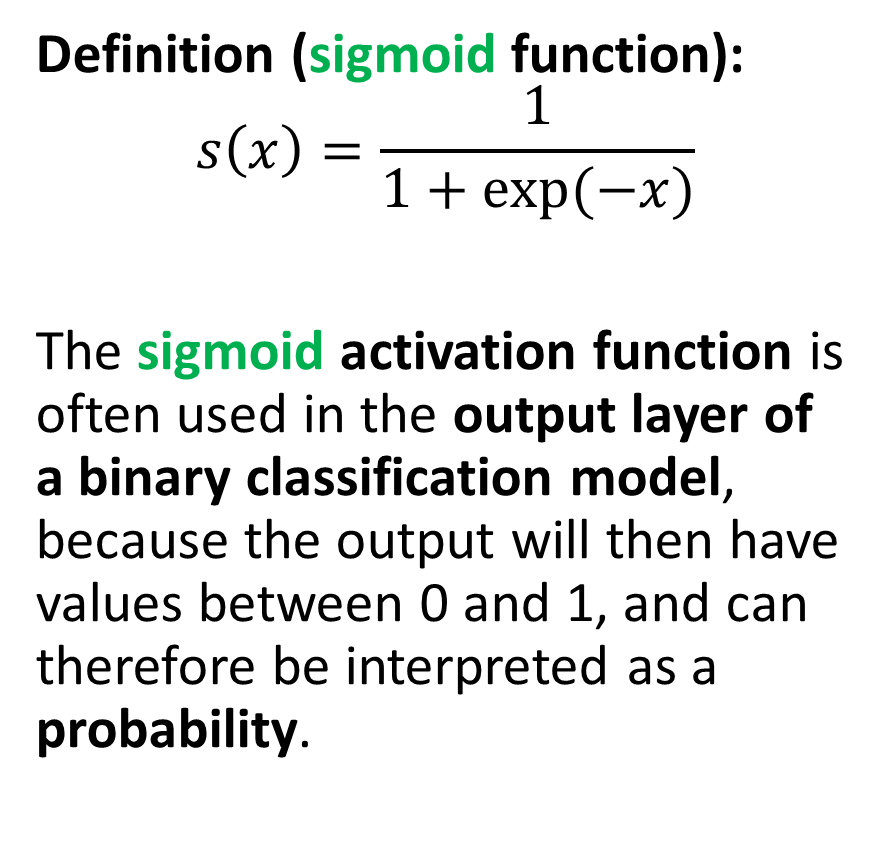 Definition (sigmoid function):
s(x) = 1 / (1 + exp(−x))
The sigmoid activation function is
often used in the output layer of
a binary classification model,
because the output will then have
values between 0 and 1, and can
therefore be interpreted as a
probability.